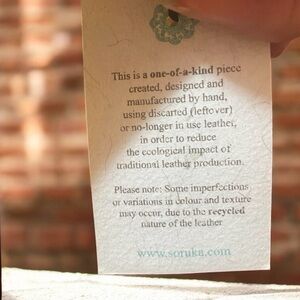 This is a one-of-a-kind piece
created, designed and
manufactured by hand,
using discarted (leftover)
or no-longer in use leather,
in order to reduce
the ecological impact of
traditional leather production.
Please note: Some imperfections
or variations in colour and texture
may occur, due to the recycled
nature of the leather
www.soruka.com